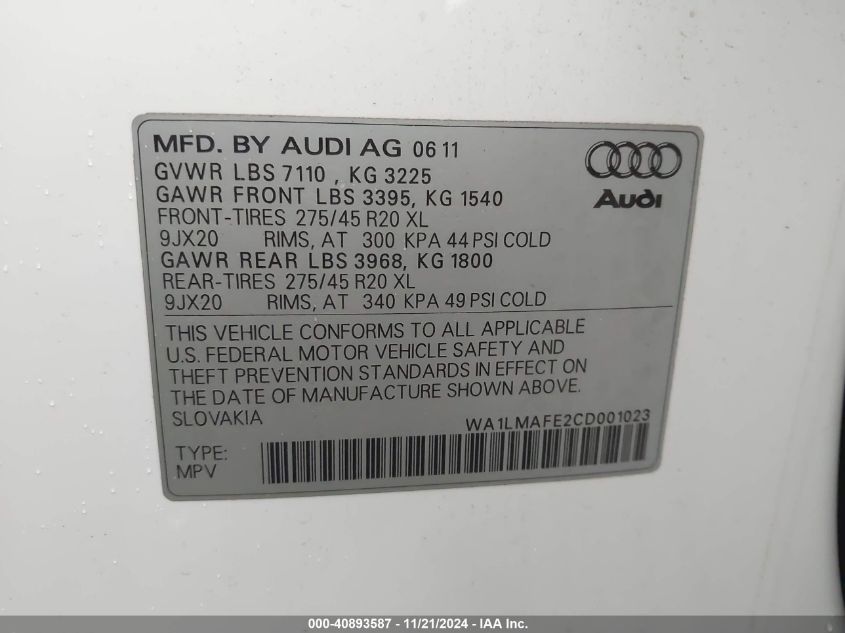 MFD. BY AUDI AG 06 11
GVWR LBS 7110 , KG 3225
GAWR FRONT LBS 3395, KG 1540
FRONT-TIRES 275/45 R20 XL
9JX20 RIMS, AT 300 KPA 44 PSI COLD
GAWR REAR LBS 3968, KG 1800
REAR-TIRES 275/45 R20 XL
9JX20 RIMS, AT 340 KPA 49 PSI COLD
Audi
THIS VEHICLE CONFORMS TO ALL APPLICABLE
U.S. FEDERAL MOTOR VEHICLE SAFETY AND
THEFT PREVENTION STANDARDS IN EFFECT ON
THE DATE OF MANUFACTURE SHOWN ABOVE.
SLOVAKIA WA1LMAFE2CD001023
TYPE:
MPV
000-40893587 - 11/21/2024 - IAA Inc.